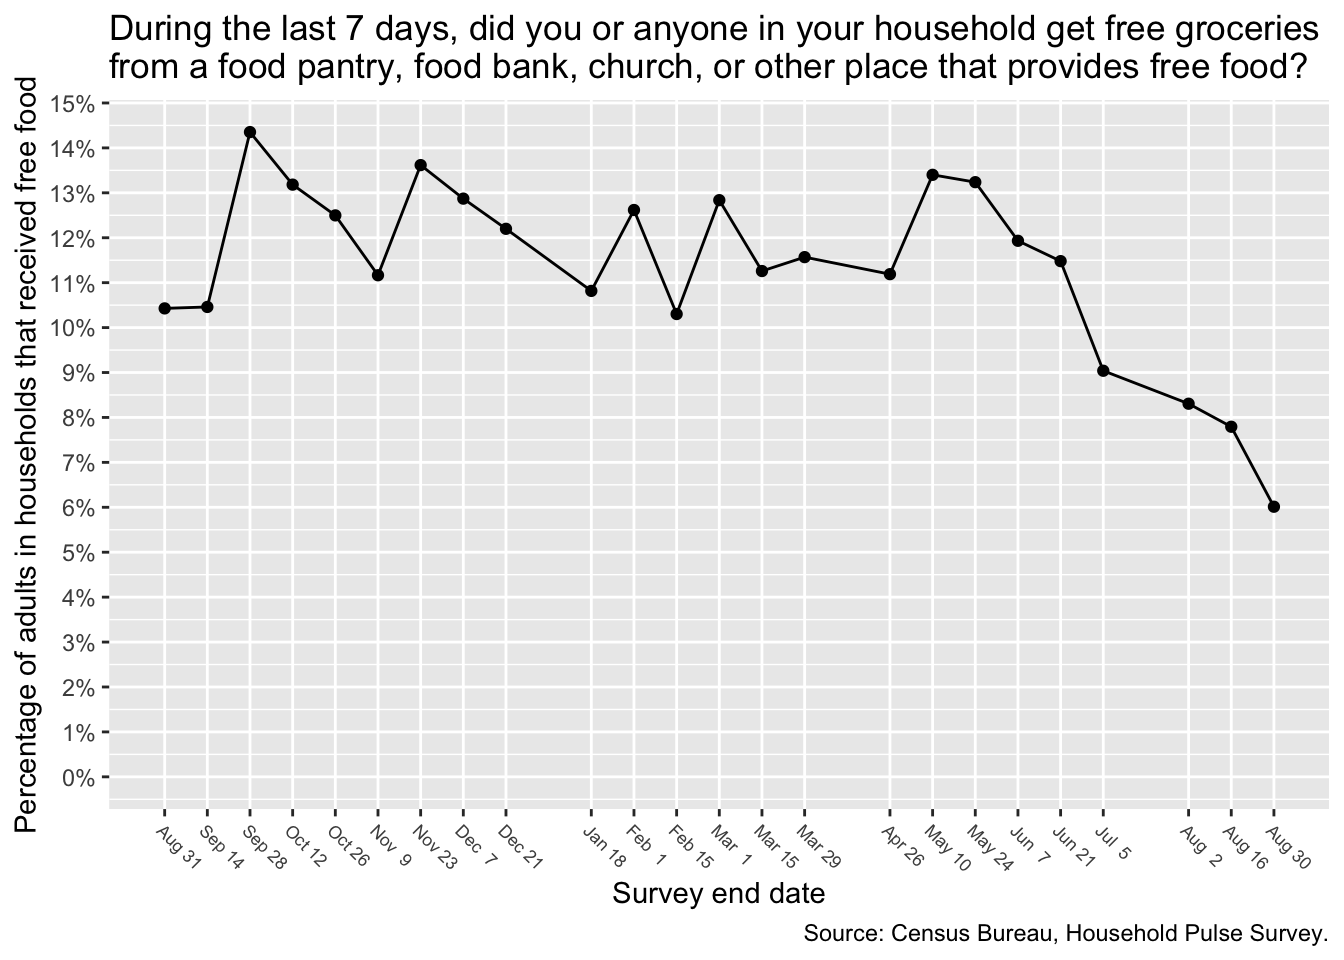 During the last 7 days, did you or anyone in your household get free groceries
from a food pantry, food bank, church, or other place that provides free food?
Percentage of adults in households that received free food
15%
14%
13%
12%
11%
10%
9%
8%
7%
6%
5%
4%
3%
2%
1%
0%
Aug 31
Sep 14
Sep 28
Oct 12
Oct 26
Nov 9
Nov 23
Dec 7
Dec 21
Jan 18
Feb 1
Feb 15
Mar 1
Mar 15
Mar 29
Apr 26
May 10
May 24
Jun 7
Jun 21
Jul 5
Aug 2
Aug 16
Aug 30
Survey end date
Source: Census Bureau, Household Pulse Survey.